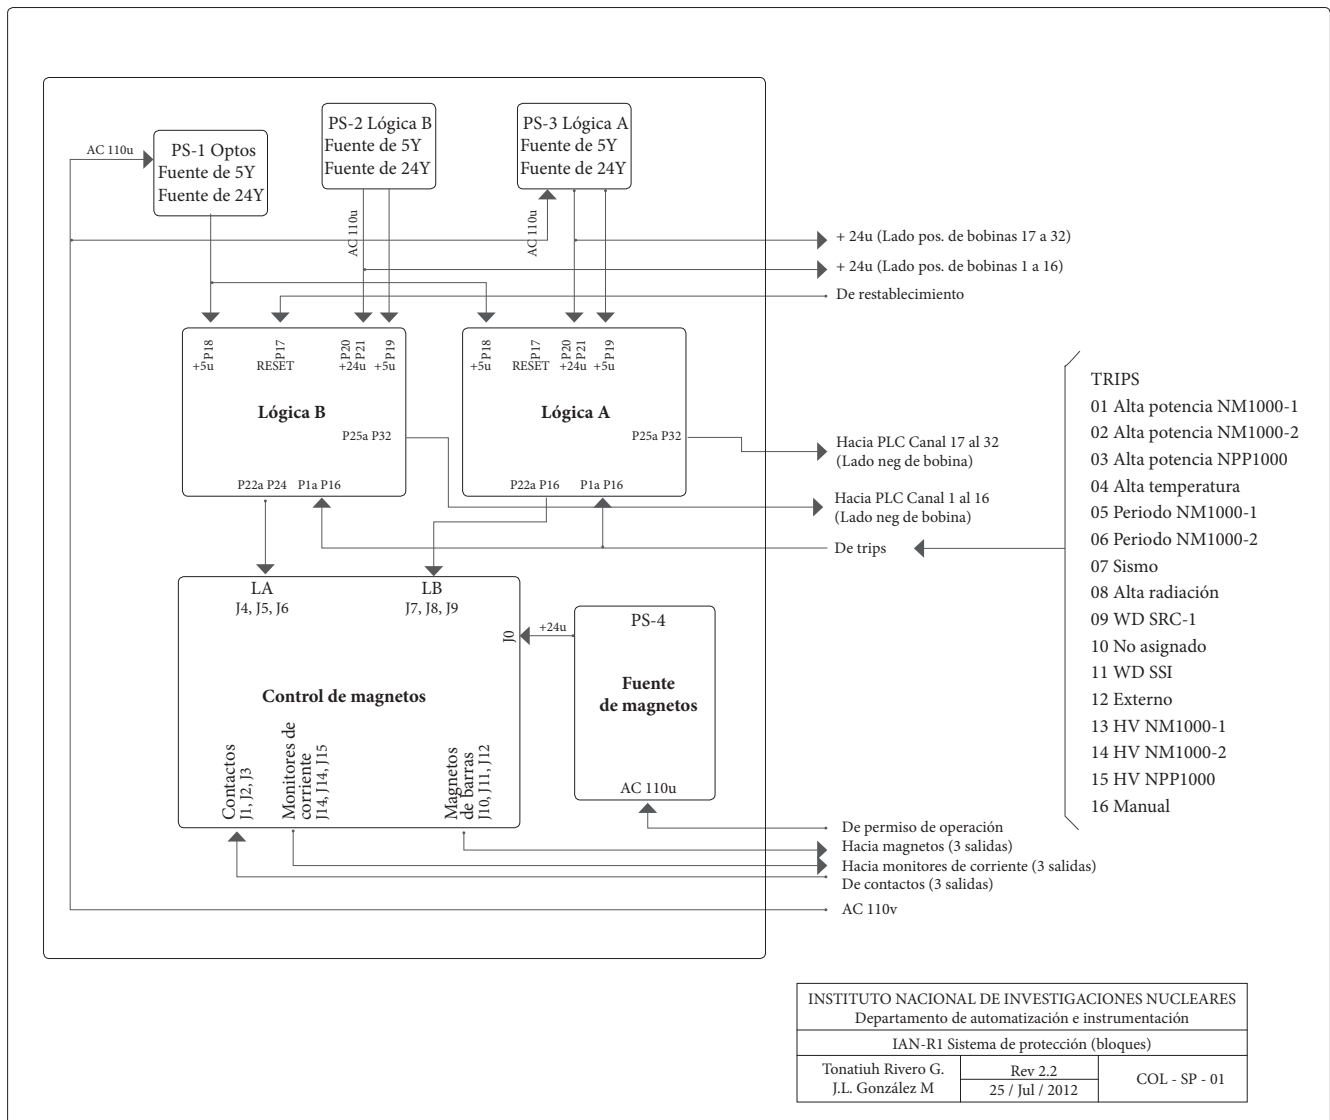 PS-2 Lógica B
Fuente de 5Y
Fuente de 24Y
PS-3 Lógica A
Fuente de 5Y
Fuente de 24Y
AC 110u
PS-1 Optos
Fuente de 5Y
Fuente de 24Y
AC 110u
AC 110u
+ 24u (Lado pos. de bobinas 17 a 32)
+ 24u (Lado pos. de bobinas 1 a 16)
De restablecimiento
P18
+5u
P17
RESET
P20
P21
+24u
P19
+5u
Lógica B
P25a P32
P22a P24
P1a P16
P18
+5u
P17
RESET
P20
P21
+24u
P19
+5u
Lógica A
P25a P32
P22a P16
P1a P16
Hacia PLC Canal 17 al 32
(Lado neg de bobina)
Hacia PLC Canal 1 al 16
(Lado neg de bobina)
De trips
TRIPS
01 Alta potencia NM1000-1
02 Alta potencia NM1000-2
03 Alta potencia NPP1000
04 Alta temperatura
05 Periodo NM1000-1
06 Periodo NM1000-2
07 Sismo
08 Alta radiación
09 WD SRC-1
10 No asignado
11 WD SSI
12 Externo
13 HV NM1000-1
14 HV NM1000-2
15 HV NPP1000
16 Manual
LA
J4, J5, J6
LB
J7, J8, J9
J0
+24u
Control de magnetos
Contactos
J1, J2, J3
Monitores de
corriente
J14, J14, J15
Magnetos
de barras
J10, J11, J12
PS-4
Fuente
de magnetos
AC 110u
De permiso de operación
Hacia magnetos (3 salidas)
Hacia monitores de corriente (3 salidas)
De contactos (3 salidas)
AC 110v
INSTITUTO NACIONAL DE INVESTIGACIONES NUCLEARES
Departamento de automatización e instrumentación
IAN-R1 Sistema de protección (bloques)
Tonatiuh Rivero G.
J.L. González M
Rev 2.2
25 / Jul / 2012
COL - SP - 01